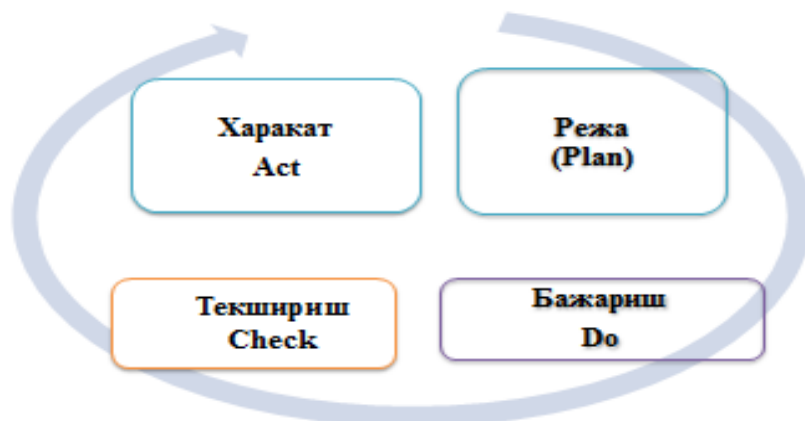 Харакат
Act
Режа
(Plan)
Текшириш
Check
Бажариш
Do